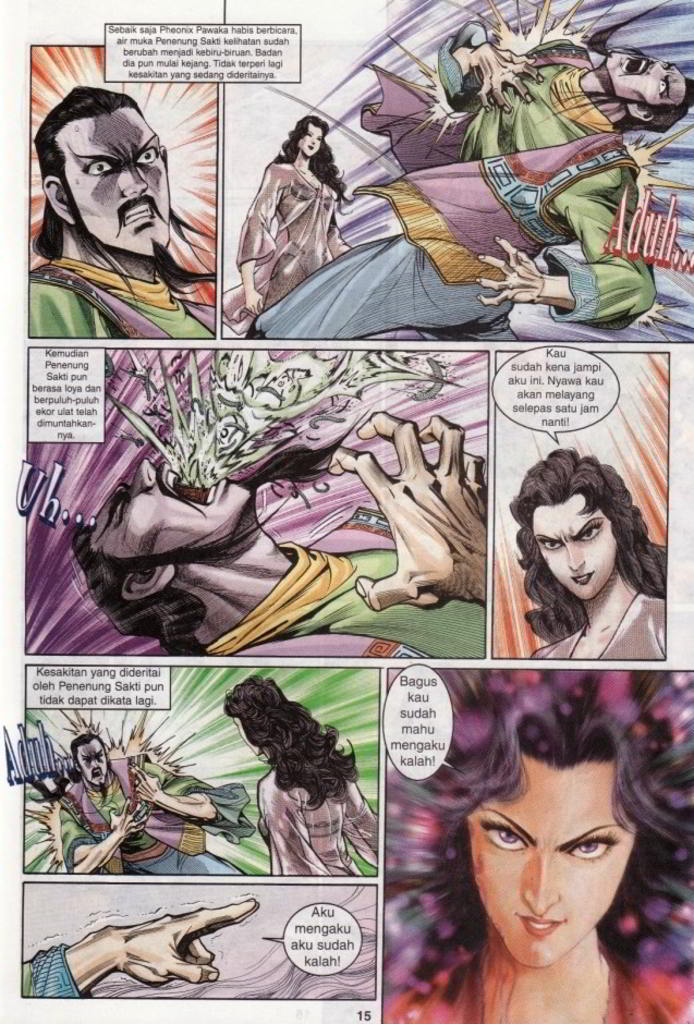 Sebaik saja Pheonix Pawaka habis berbicara,
air muka Penenung Sakti kelihatan sudah
berubah menjadi kebiru-biruan. Badan
dia pun mulai kejang. Tidak terperi lagi
kesakitan yang sedang dideritainya.
Aduh...
Kemudian
Penenung
Sakti pun
berasa loya dan
berpuluh-puluh
ekor ulat telah
dimuntahkan-
nya.
Uh...
Kau
sudah kena jampi
aku ini. Nyawa kau
akan melayang
selepas satu jam
nanti!
Kesakitan yang dideritai
oleh Penenung Sakti pun
tidak dapat dikata lagi.
Aduh...
Bagus
kau
sudah
mahu
mengaku
kalah!
Aku
mengaku
aku sudah
kalah!
15